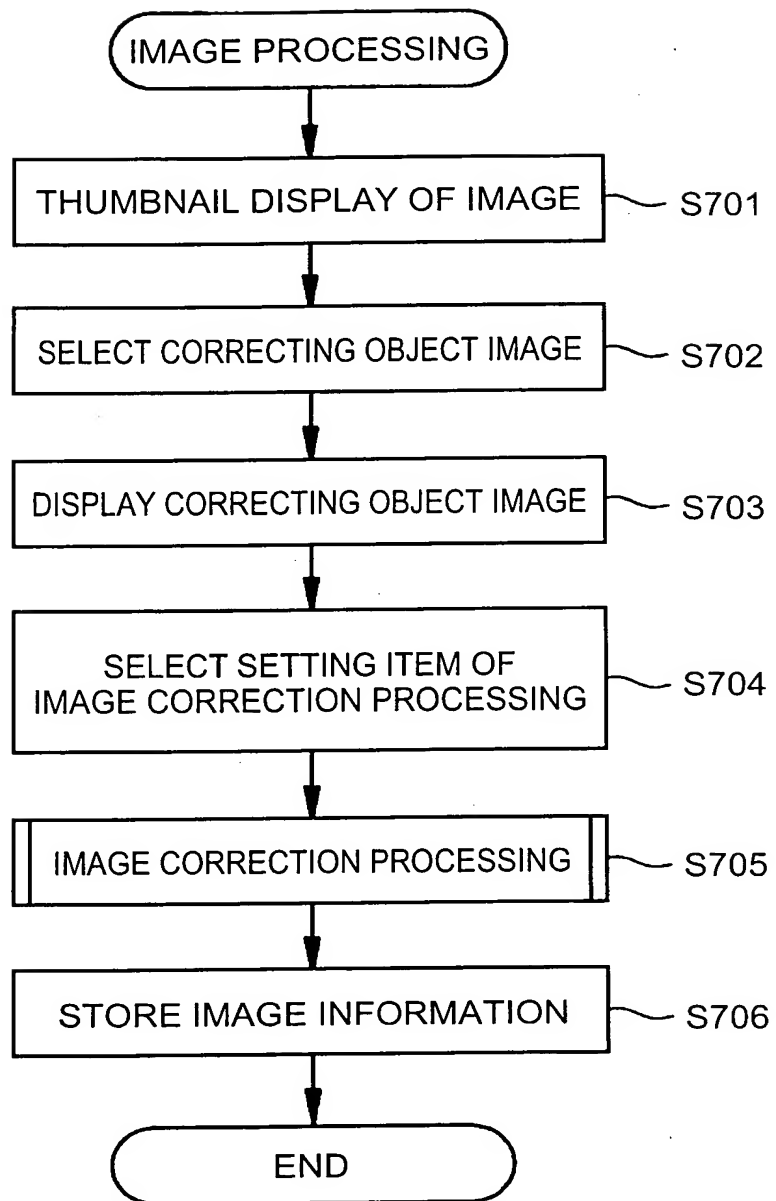 IMAGE PROCESSING
THUMBNAIL DISPLAY OF IMAGE
S701
SELECT CORRECTING OBJECT IMAGE
S702
DISPLAY CORRECTING OBJECT IMAGE
S703
SELECT SETTING ITEM OF
IMAGE CORRECTION PROCESSING
S704
IMAGE CORRECTION PROCESSING
S705
STORE IMAGE INFORMATION
S706
END